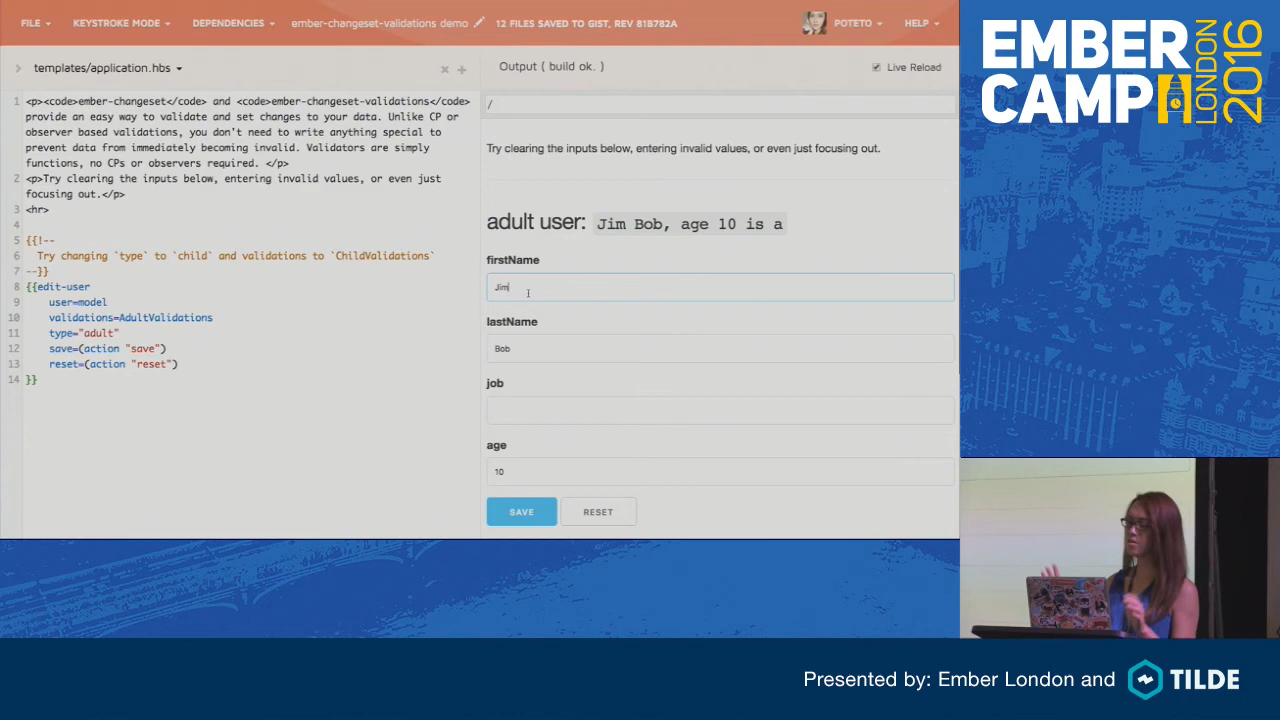 FILE KEYSTROKE MODE DEPENDENCIES ember-changeset-validations demo 12 FILES SAVED TO GIST, REV 81B782A POTETO HELP
templates/application.hbs
Output ( build ok. )
Live Reload
/
1 <p><code>ember-changeset</code> and <code>ember-changeset-validations</code>
provide an easy way to validate and set changes to your data. Unlike CP or
observer based validations, you don't need to write anything special to
prevent data from immediately becoming invalid. Validators are simply
functions, no CPs or observers required. </p>
2 <p>Try clearing the inputs below, entering invalid values, or even just
focusing out.</p>
3 <hr>
4
5 {{!--
6 Try changing `type` to `child` and validations to `ChildValidations`
7 --}}
8 {{edit-user
9 user=model
10 validations=AdultValidations
11 type="adult"
12 save=(action "save")
13 reset=(action "reset")
14 }}
Try clearing the inputs below, entering invalid values, or even just focusing out.
adult user: Jim Bob, age 10 is a
firstName
Jim
lastName
Bob
job
age
10
SAVE RESET
EMBER
CAMP
LONDON
2016
Presented by: Ember London and TILDE